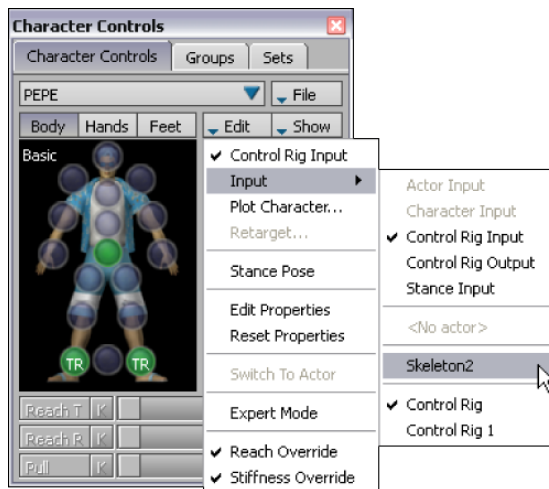 Character Controls
Character Controls Groups Sets
PEPE File
Body Hands Feet Edit Show
Basic
TR TR
Reach T K
Reach R K
Pull K
Control Rig Input
Input
Plot Character...
Retarget...
Stance Pose
Edit Properties
Reset Properties
Switch To Actor
Expert Mode
Reach Override
Stiffness Override
Actor Input
Character Input
Control Rig Input
Control Rig Output
Stance Input
<No actor>
Skeleton2
Control Rig
Control Rig 1